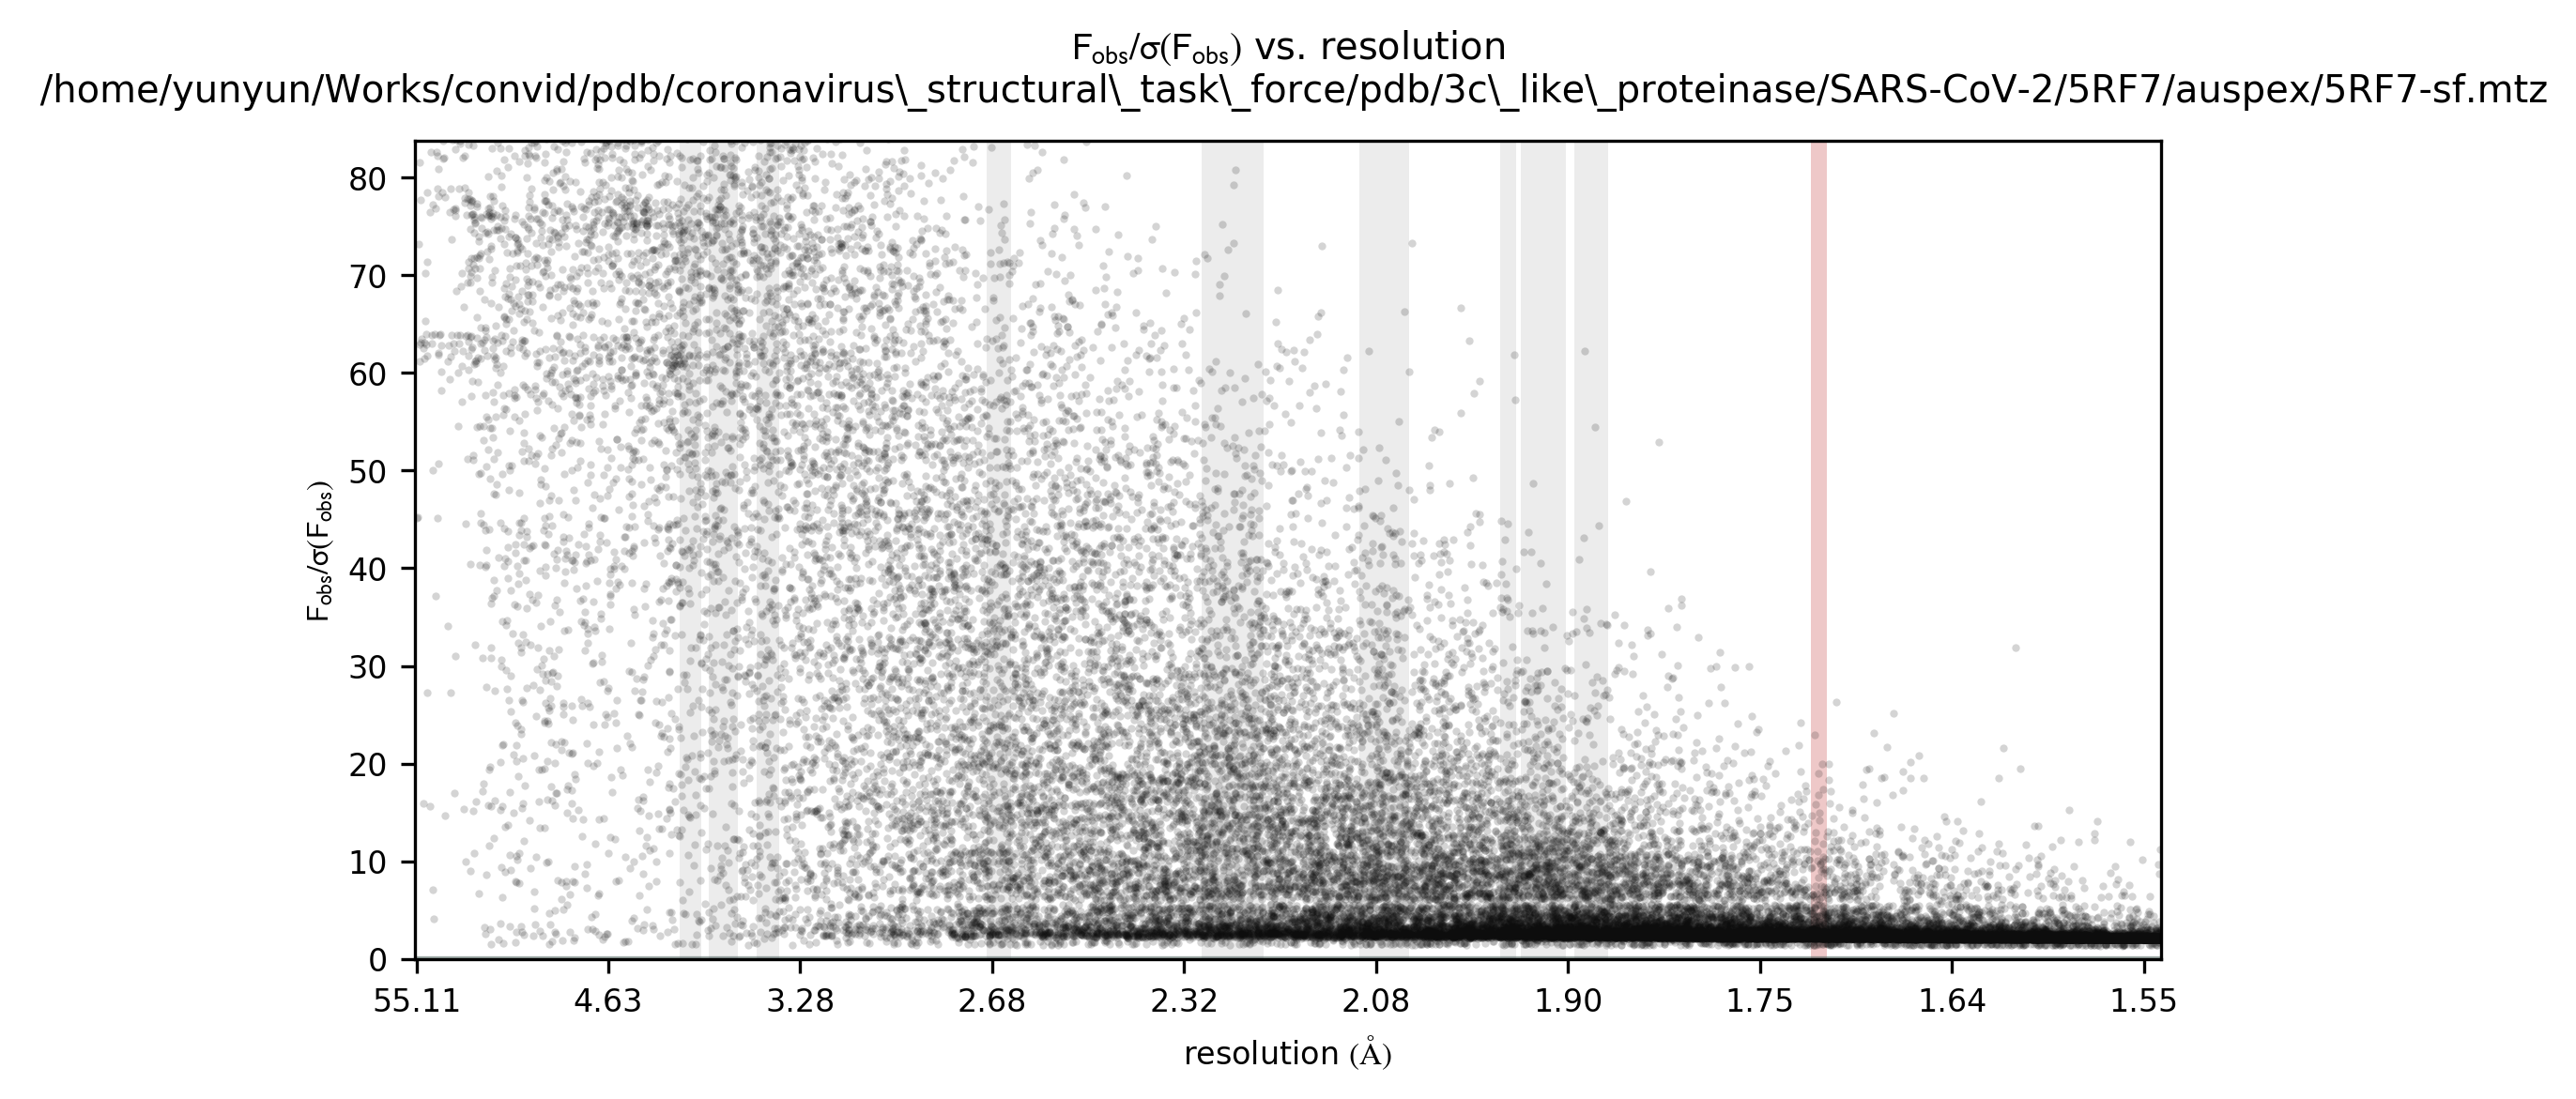 F_obs/σ(F_obs) vs. resolution
/home/yunyun/Works/convid/pdb/coronavirus\_structural\_task\_force/pdb/3c\_like\_proteinase/SARS-CoV-2/5RF7/auspex/5RF7-sf.mtz
F_obs/σ(F_obs)
80
70
60
50
40
30
20
10
0
55.11 4.63 3.28 2.68 2.32 2.08 1.90 1.75 1.64 1.55
resolution (Å)